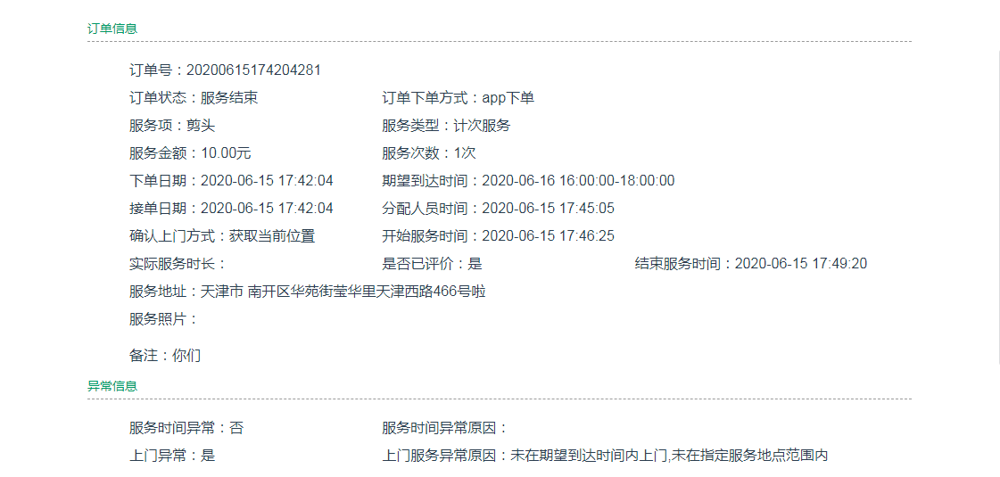 订单信息
订单号：20200615174204281
订单状态：服务结束 订单下单方式：app下单
服务项：剪头 服务类型：计次服务
服务金额：10.00元 服务次数：1次
下单日期：2020-06-15 17:42:04 期望到达时间：2020-06-16 16:00:00-18:00:00
接单日期：2020-06-15 17:42:04 分配人员时间：2020-06-15 17:45:05
确认上门方式：获取当前位置 开始服务时间：2020-06-15 17:46:25
实际服务时长： 是否已评价：是 结束服务时间：2020-06-15 17:49:20
服务地址：天津市 南开区华苑街莹华里天津西路466号啦
服务照片：
备注：你们
异常信息
服务时间异常：否 服务时间异常原因：
上门异常：是 上门服务异常原因：未在期望到达时间内上门,未在指定服务地点范围内